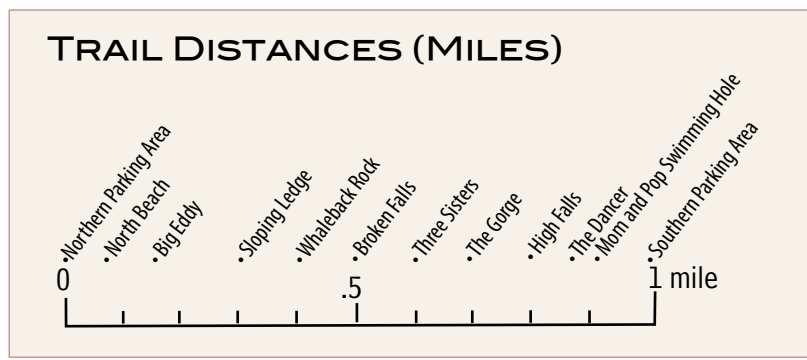 TRAIL DISTANCES (MILES)
Northern Parking Area
North Beach
Big Eddy
Sloping Ledge
Whaleback Rock
Broken Falls
Three Sisters
The Gorge
High Falls
The Dancer
Mom and Pop Swimming Hole
Southern Parking Area
0
.5
1 mile